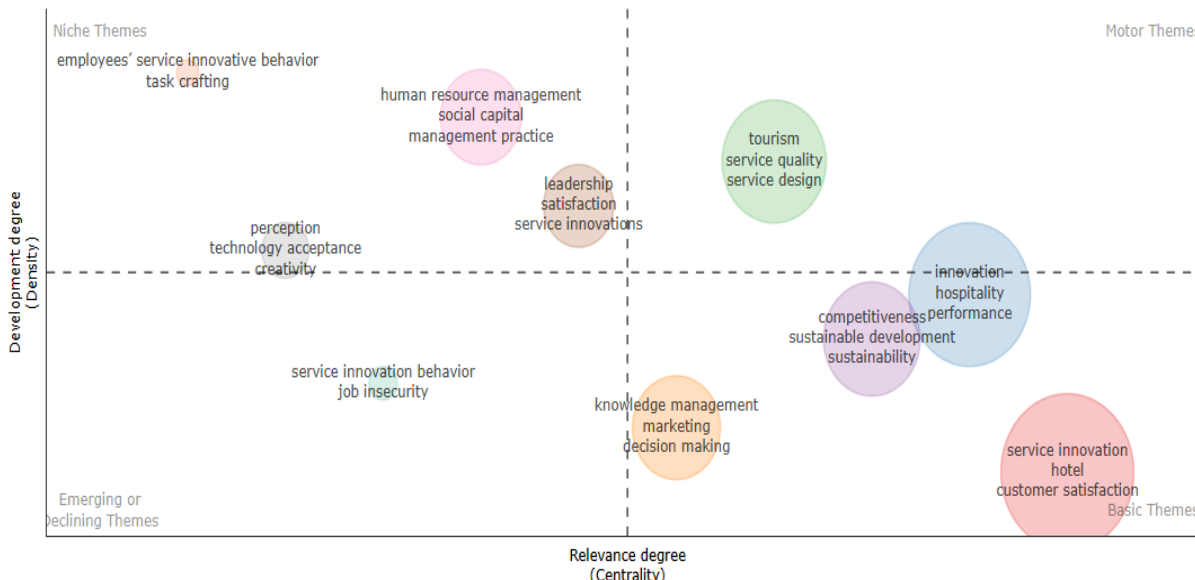 Niche Themes
Motor Themes
employees' service innovative behavior
task crafting
human resource management
social capital
management practice
tourism
service quality
service design
leadership
satisfaction
service innovations
perception
technology acceptance
creativity
innovation
hospitality
performance
competitiveness
sustainable development
sustainability
service innovation behavior
job insecurity
knowledge management
marketing
decision making
service innovation
hotel
customer satisfaction
Emerging or
Declining Themes
Basic Themes
Development degree
(Density)
Relevance degree
(Centrality)